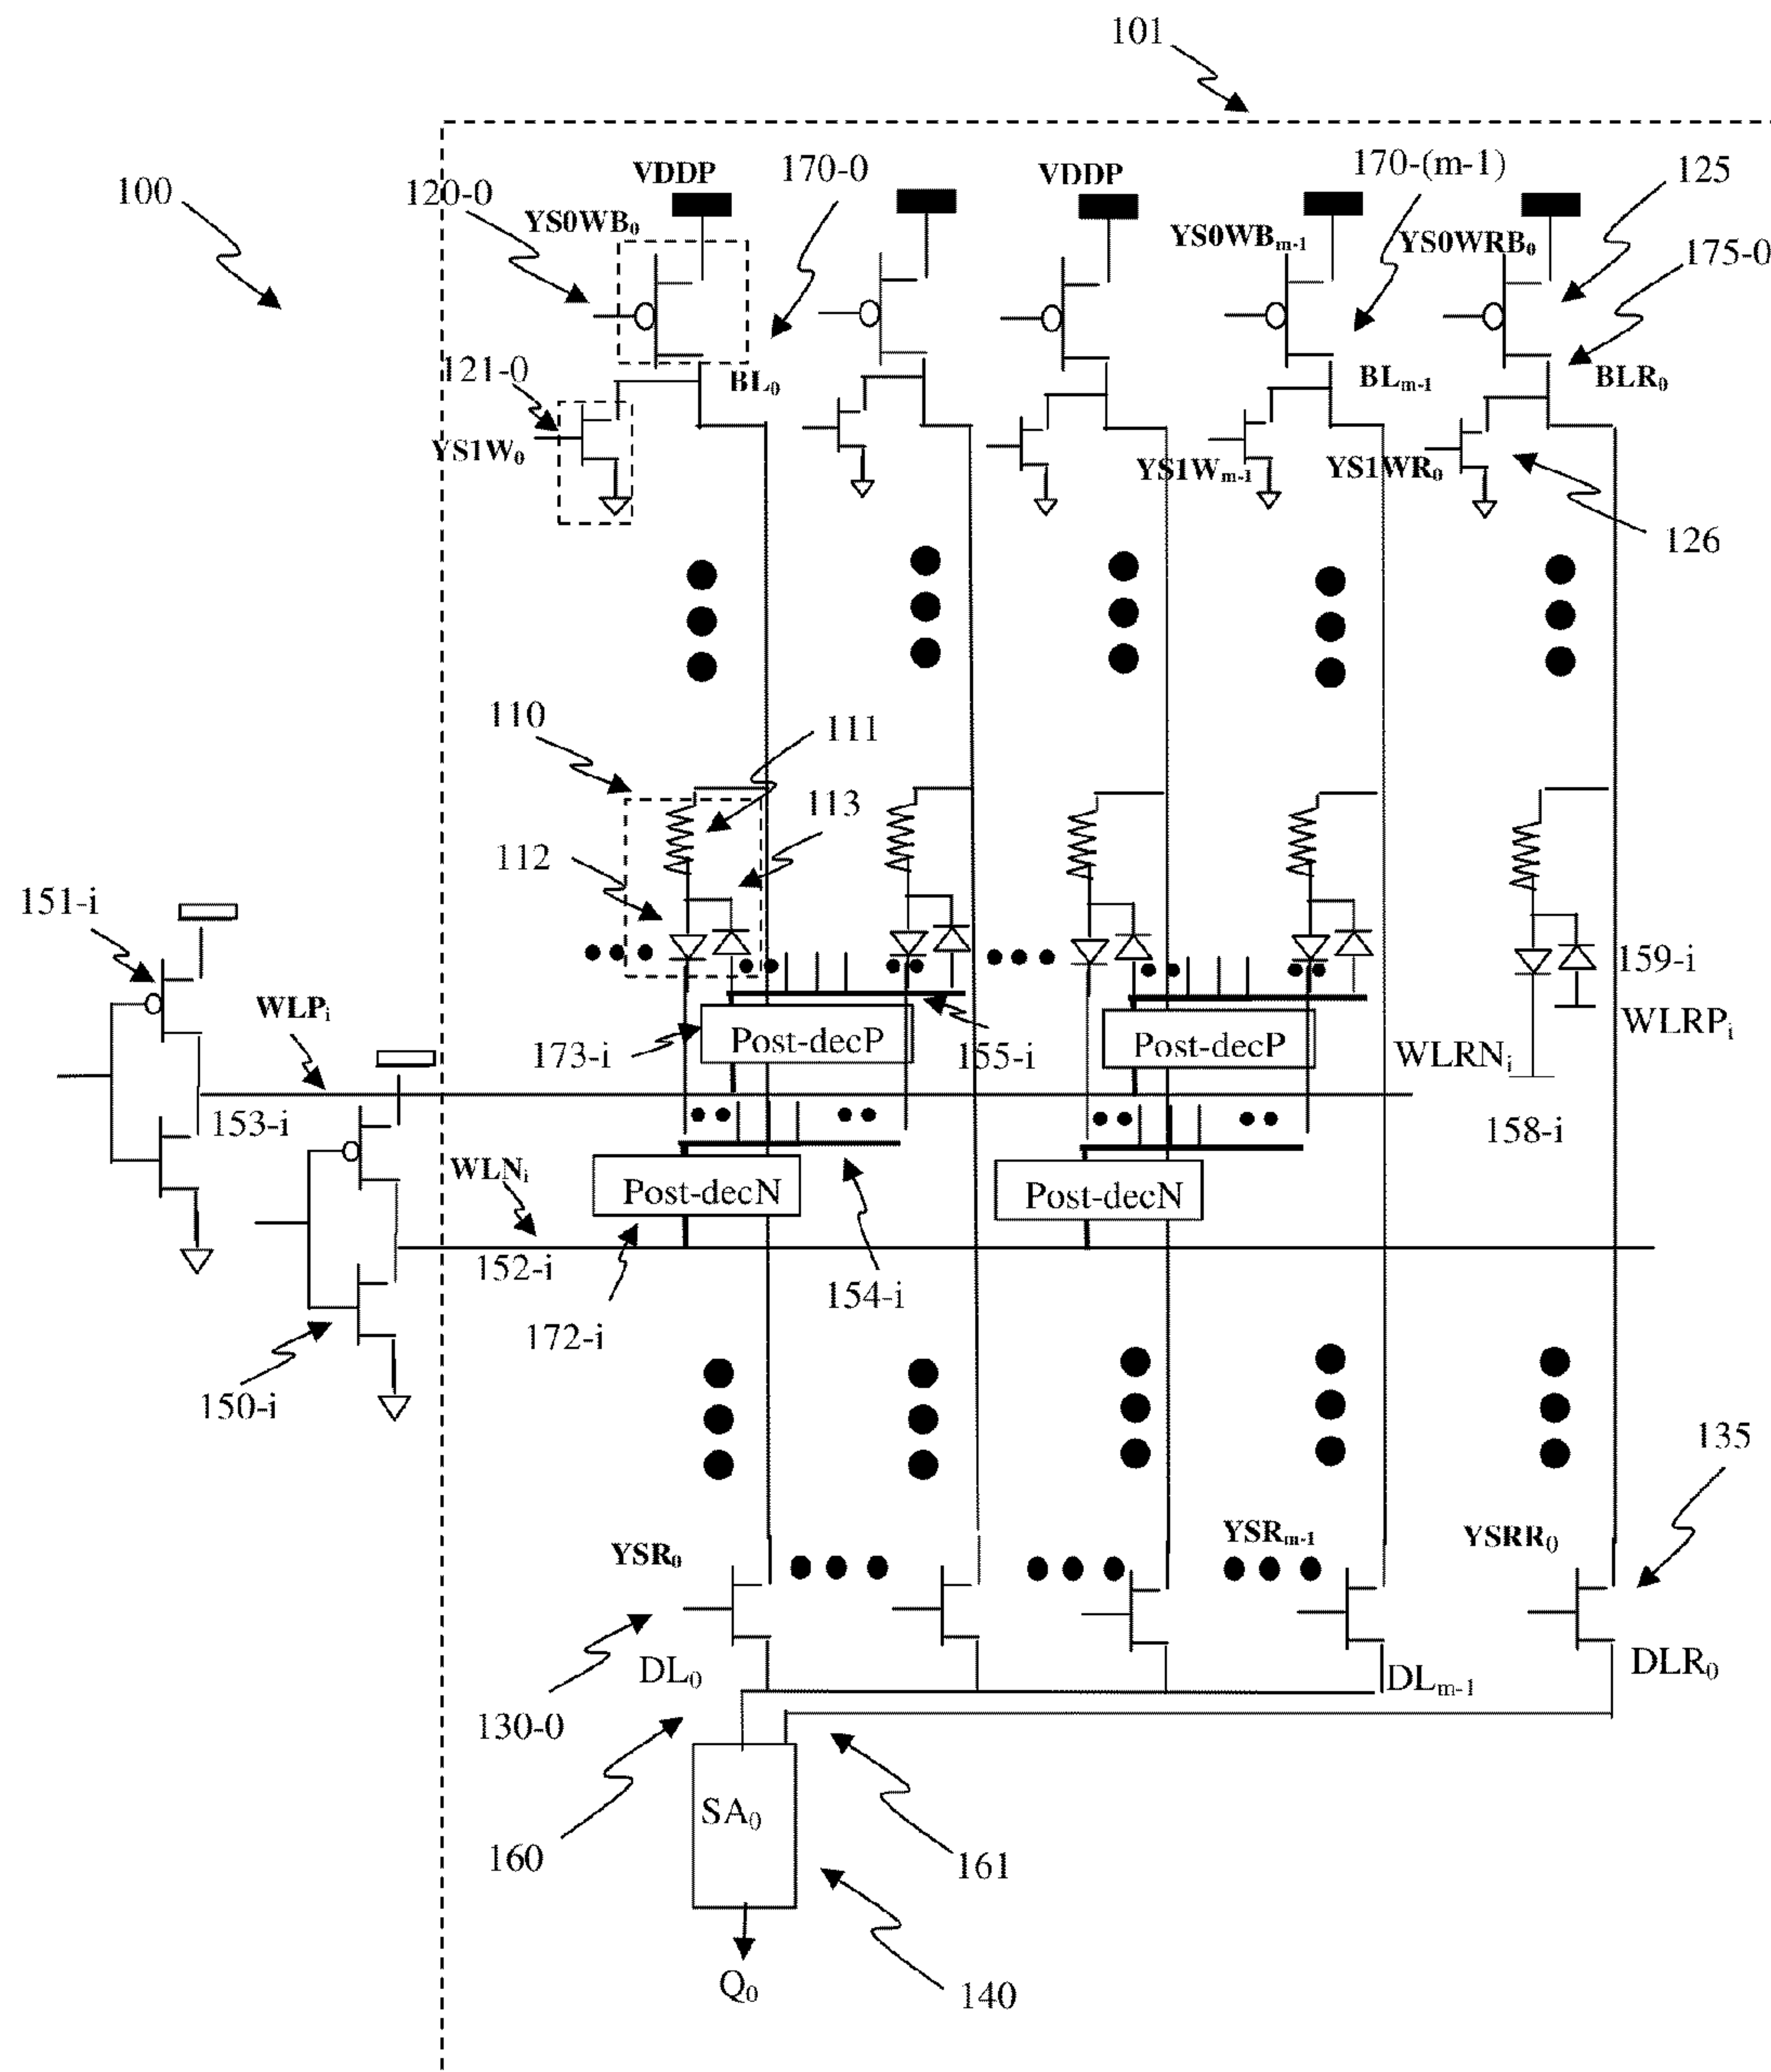 101
100
120-0
VDDP
170-0
VDDP
170-(m-1)
125
YS0WB₀
YS0WBₘ₋₁
YS0WRB₀
175-0
121-0
BL₀
BLₘ₋₁
BLR₀
YS1W₀
YS1Wₘ₋₁
YS1WR₀
126
110
111
113
112
151-i
159-i
WLPᵢ
173-i
Post-decP
155-i
Post-decP
WLRNᵢ
WLRPᵢ
153-i
158-i
WLNᵢ
Post-decN
Post-decN
152-i
154-i
172-i
150-i
135
YSR₀
YSRₘ₋₁
YSRR₀
DL₀
DLₘ₋₁
DLR₀
130-0
SA₀
160
161
Q₀
140